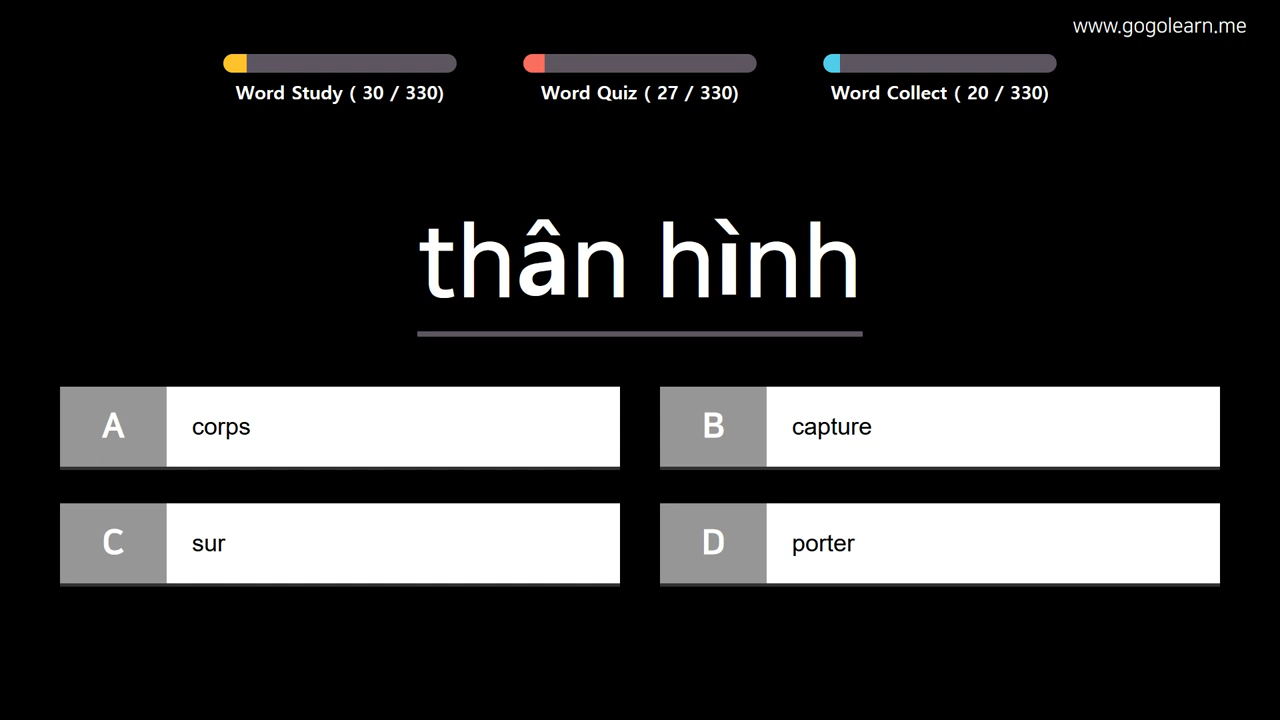 www.gogolearn.me
Word Study ( 30 / 330)
Word Quiz ( 27 / 330)
Word Collect ( 20 / 330)
thân hình
A corps
B capture
C sur
D porter